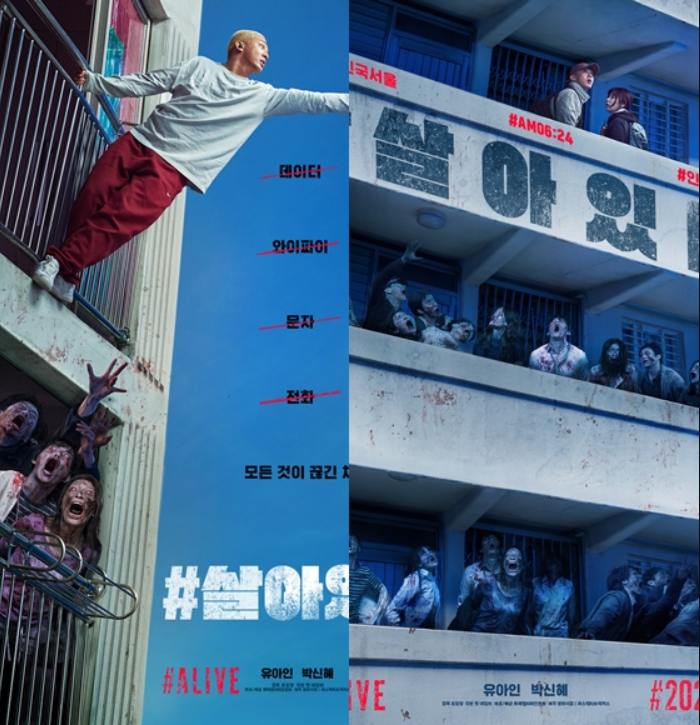 데이터
와이파이
문자
전화
모든 것이 끊긴 채
#살아있
#ALIVE
유아인 박신혜
민국서울
#AM06:24
#인
살아있
IVE
유아인 박신혜
#202